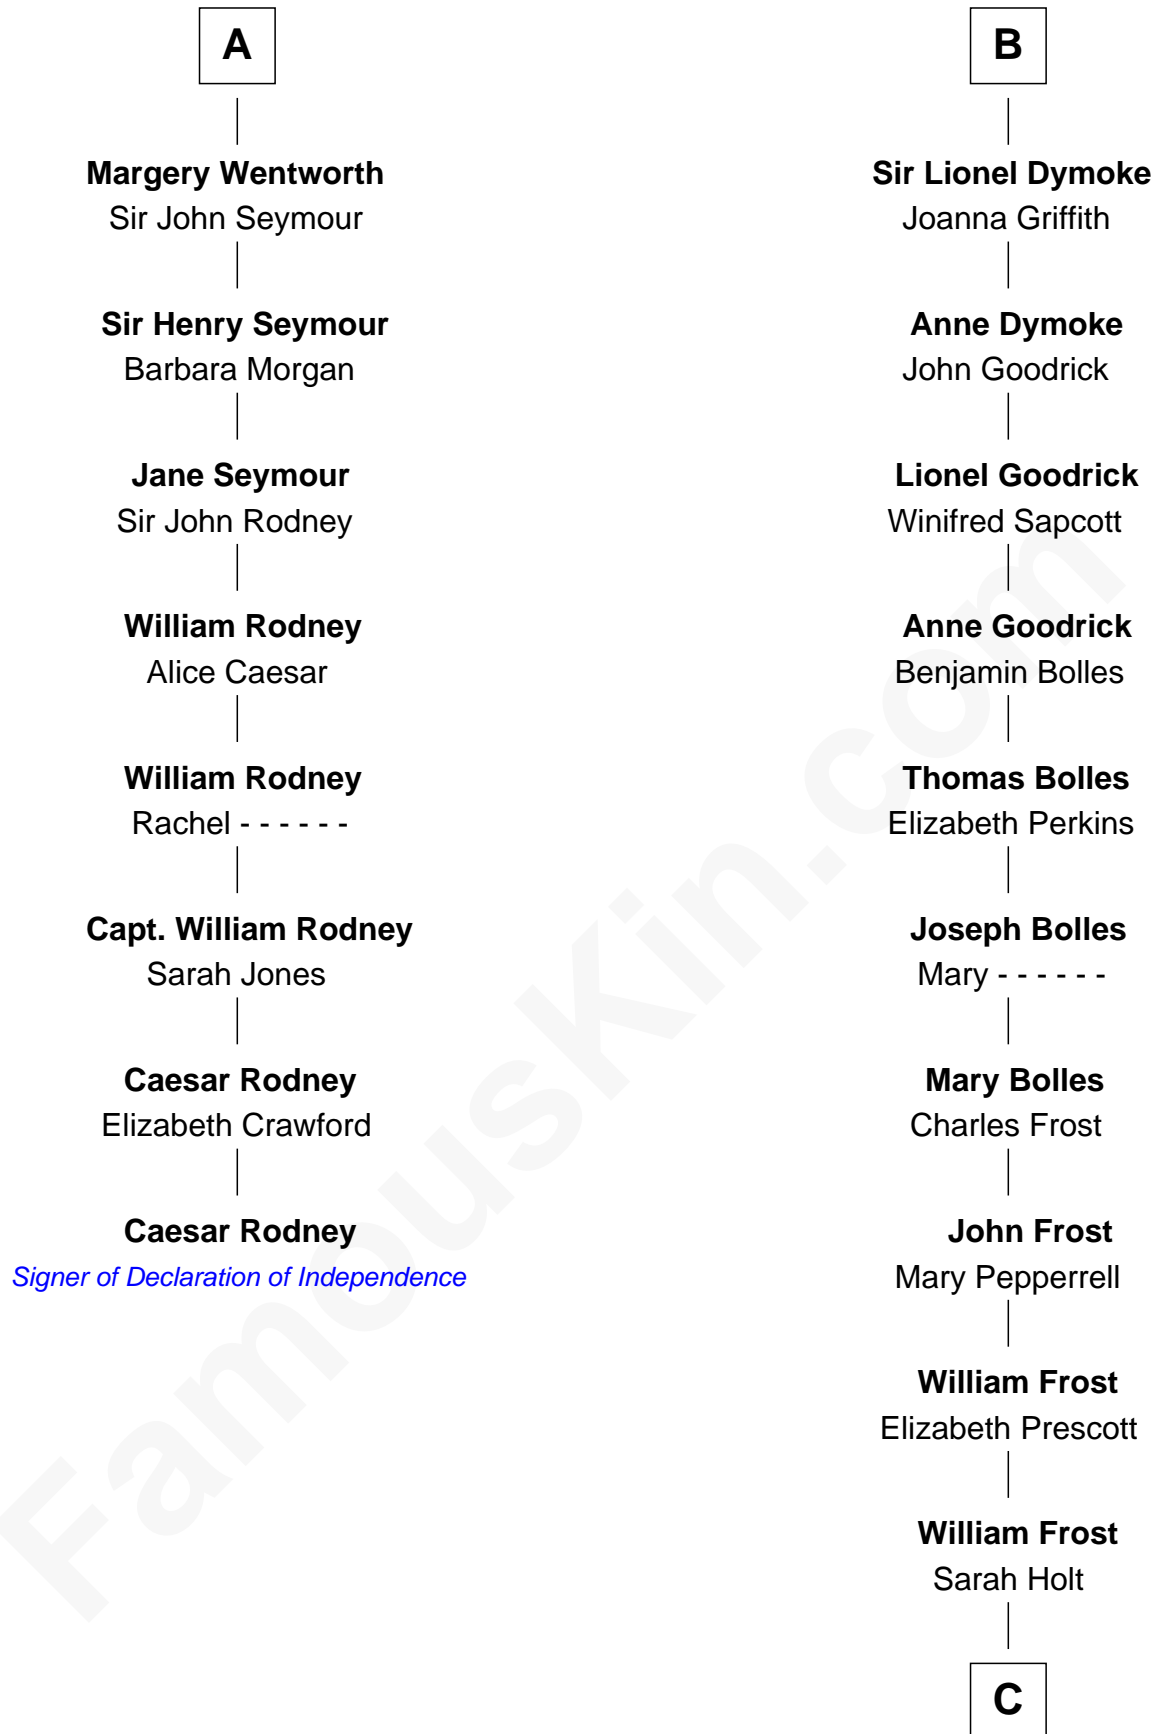 A
Margery Wentworth
Sir John Seymour
Sir Henry Seymour
Barbara Morgan
Jane Seymour
Sir John Rodney
William Rodney
Alice Caesar
William Rodney
Rachel - - - - - -
Capt. William Rodney
Sarah Jones
Caesar Rodney
Elizabeth Crawford
Caesar Rodney
Signer of Declaration of Independence
B
Sir Lionel Dymoke
Joanna Griffith
Anne Dymoke
John Goodrick
Lionel Goodrick
Winifred Sapcott
Anne Goodrick
Benjamin Bolles
Thomas Bolles
Elizabeth Perkins
Joseph Bolles
Mary - - - - - -
Mary Bolles
Charles Frost
John Frost
Mary Pepperrell
William Frost
Elizabeth Prescott
William Frost
Sarah Holt
C
FamousKin.com